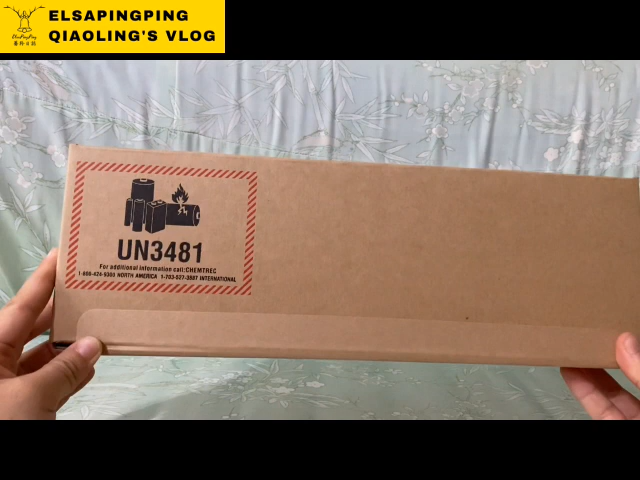 ELSAPINGPING
QIAOLING'S VLOG
UN3481
For additional information call:CHEMTREC
1-800-424-9300 NORTH AMERICA 1-703-527-3887 INTERNATIONAL